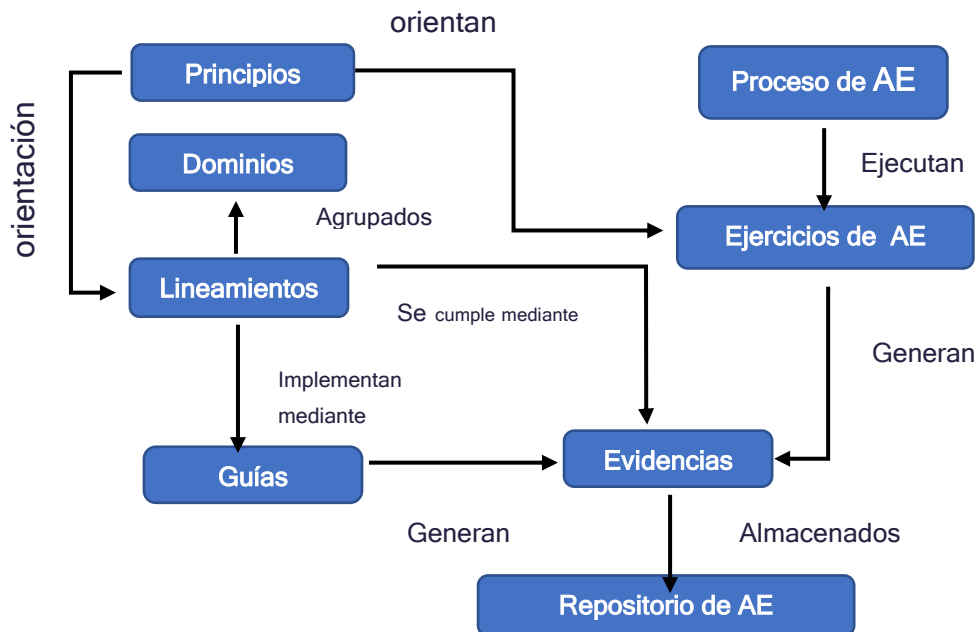 orientan
Principios
Proceso de AE
orientación
Dominios
Ejecutan
Agrupados
Ejercicios de AE
Lineamientos
Se cumple mediante
Generan
Implementan
mediante
Guías
Evidencias
Generan
Almacenados
Repositorio de AE